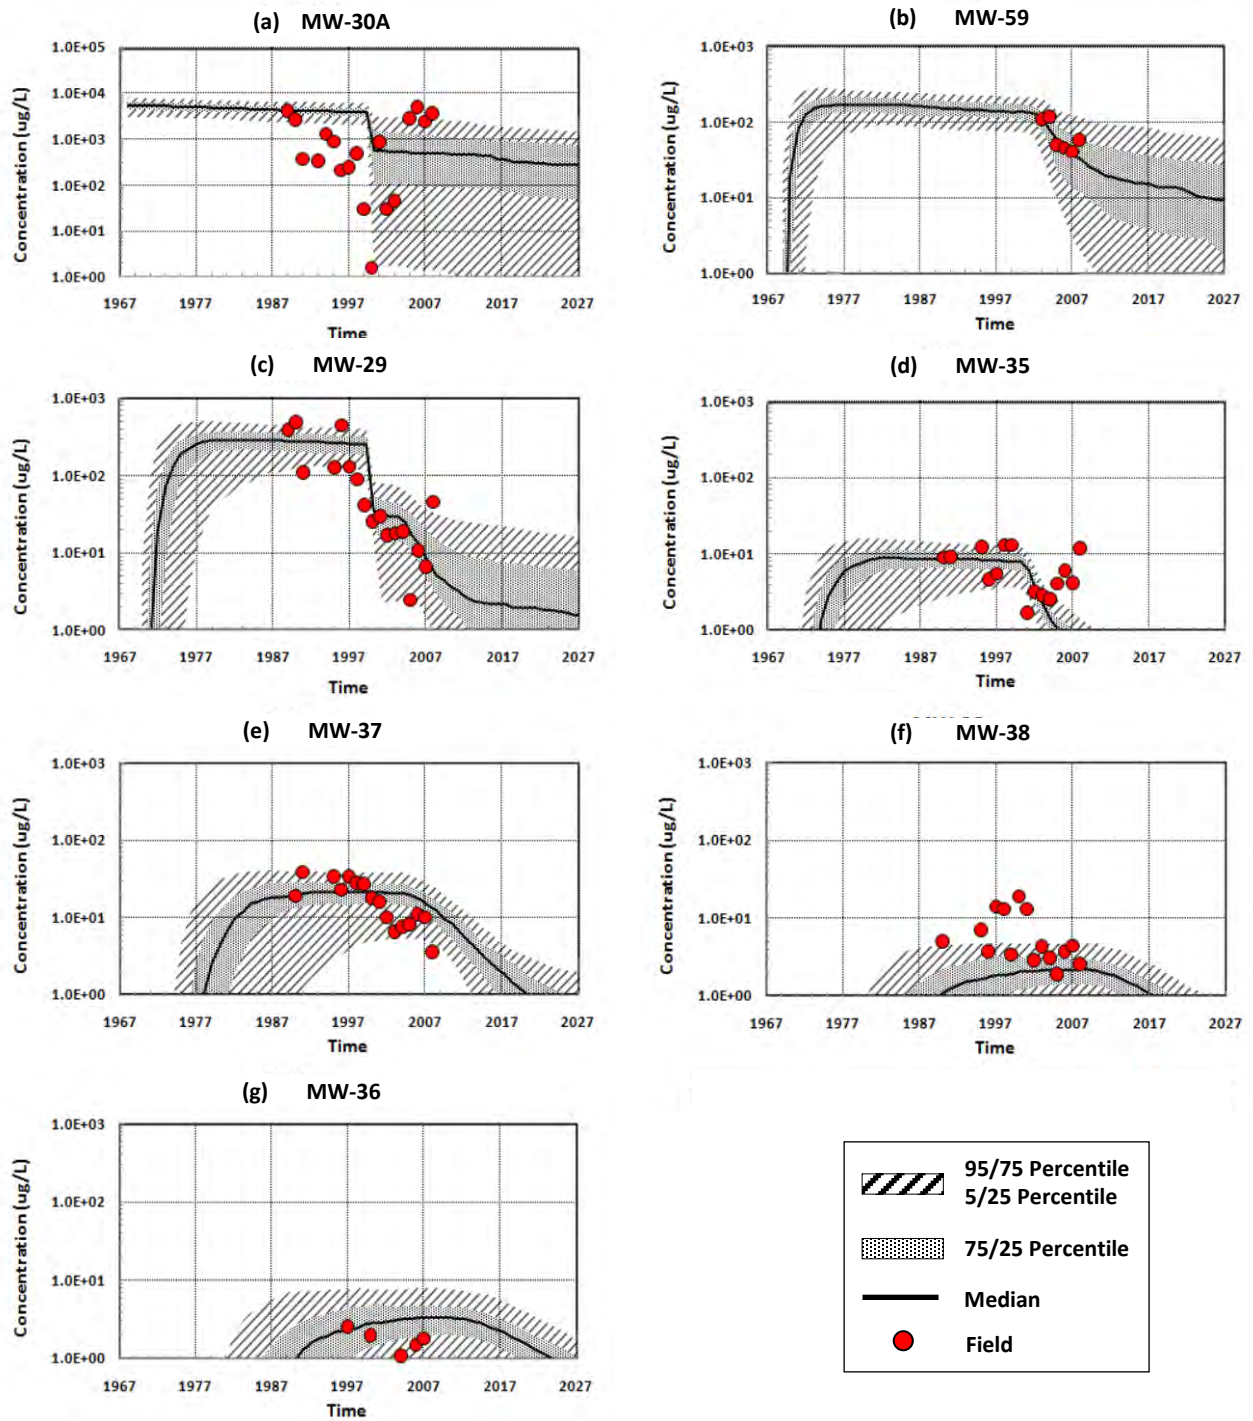 (a) MW-30A
Concentration (ug/L)
1.0E+05
1.0E+04
1.0E+03
1.0E+02
1.0E+01
1.0E+00
1967 1977 1987 1997 2007 2017 2027
Time
(b) MW-59
Concentration (ug/L)
1.0E+03
1.0E+02
1.0E+01
1.0E+00
1967 1977 1987 1997 2007 2017 2027
Time
(c) MW-29
Concentration (ug/L)
1.0E+03
1.0E+02
1.0E+01
1.0E+00
1967 1977 1987 1997 2007 2017 2027
Time
(d) MW-35
Concentration (ug/L)
1.0E+03
1.0E+02
1.0E+01
1.0E+00
1967 1977 1987 1997 2007 2017 2027
Time
(e) MW-37
Concentration (ug/L)
1.0E+03
1.0E+02
1.0E+01
1.0E+00
1967 1977 1987 1997 2007 2017 2027
Time
(f) MW-38
Concentration (ug/L)
1.0E+03
1.0E+02
1.0E+01
1.0E+00
1967 1977 1987 1997 2007 2017 2027
Time
(g) MW-36
Concentration (ug/L)
1.0E+03
1.0E+02
1.0E+01
1.0E+00
1967 1977 1987 1997 2007 2017 2027
Time
95/75 Percentile
5/25 Percentile
75/25 Percentile
Median
Field